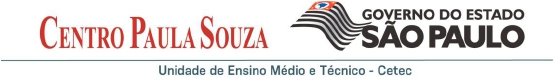 CENTRO PAULA SOUZA
GOVERNO DO ESTADO
SÃO PAULO
Unidade de Ensino Médio e Técnico - Cetec